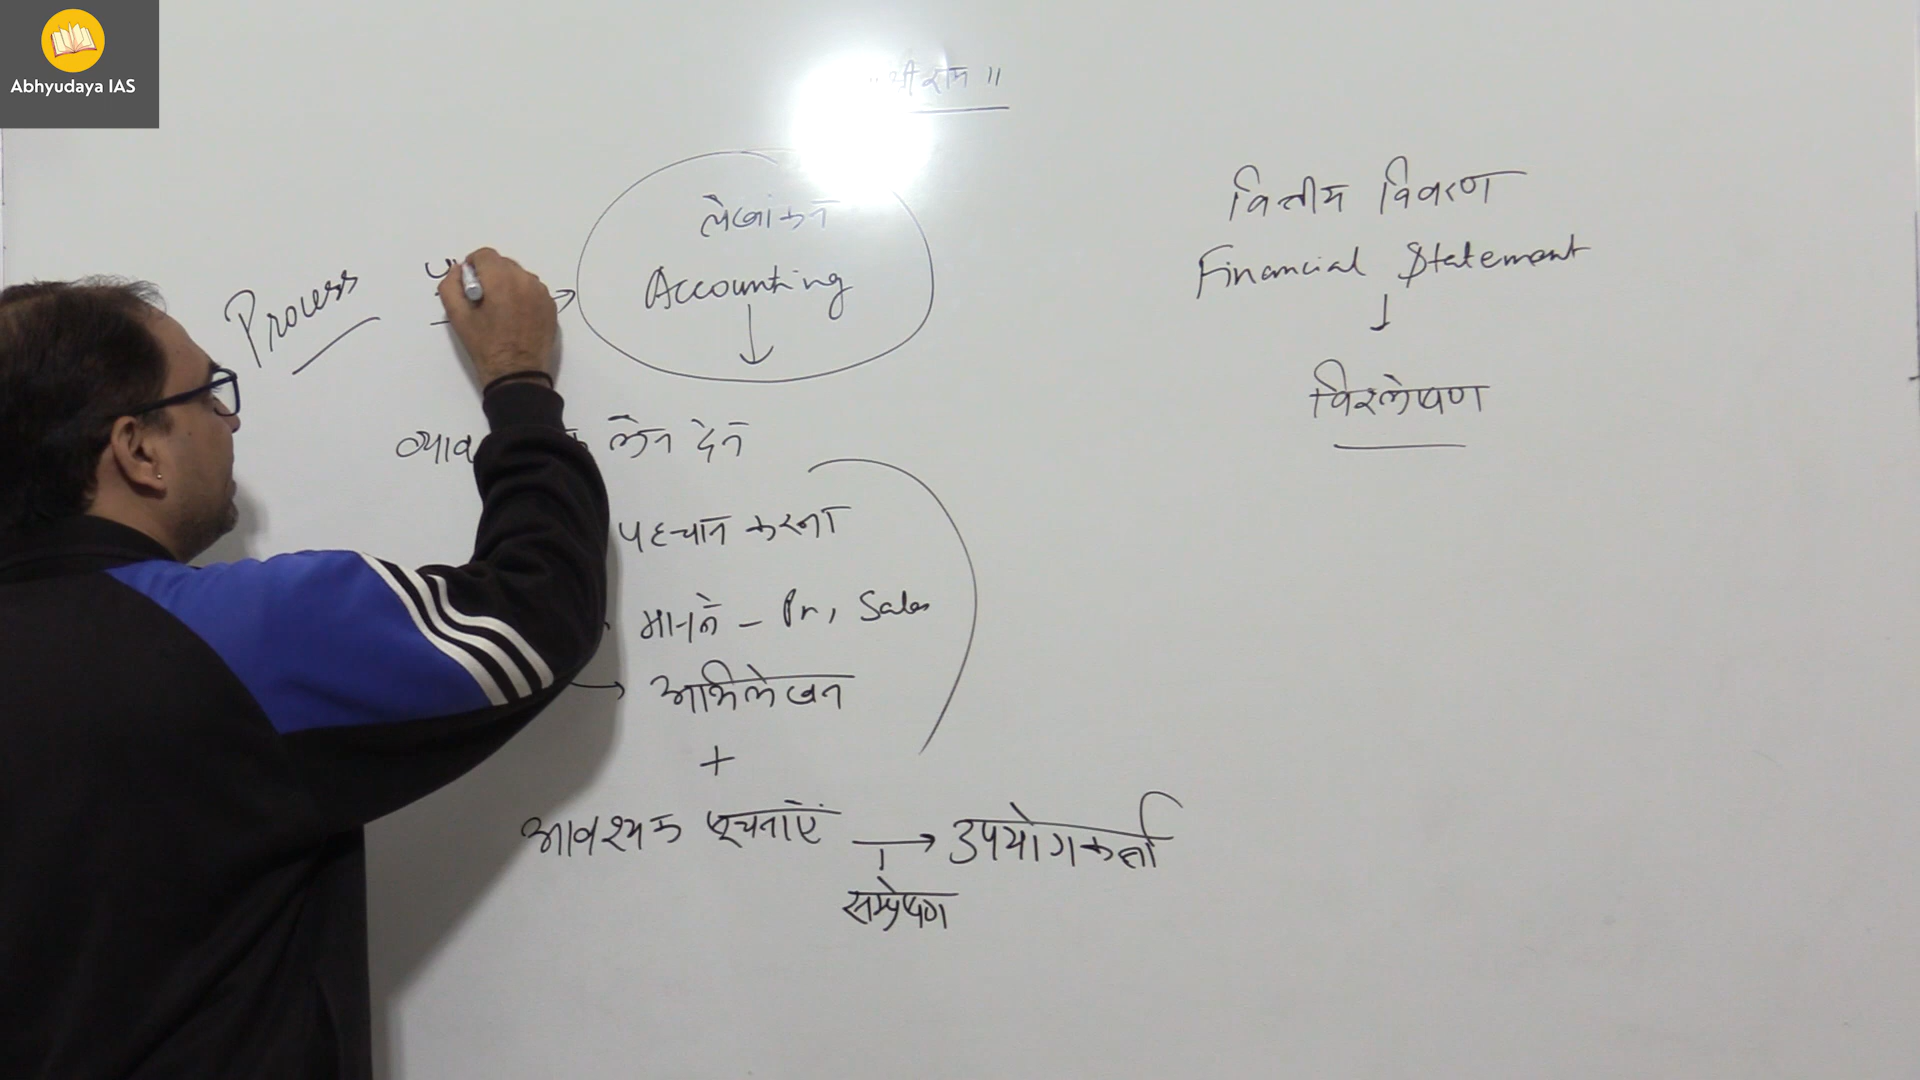 Abhyudaya IAS
लेखांकन
Accounting
Process
लेन देन
पहचान करना
मापने - Pr, Sales
अभिलेखन
+
आवश्यक सूचनाएं → उपयोगकर्ता
सम्प्रेषण
वित्तीय विवरण
Financial Statement
विश्लेषण